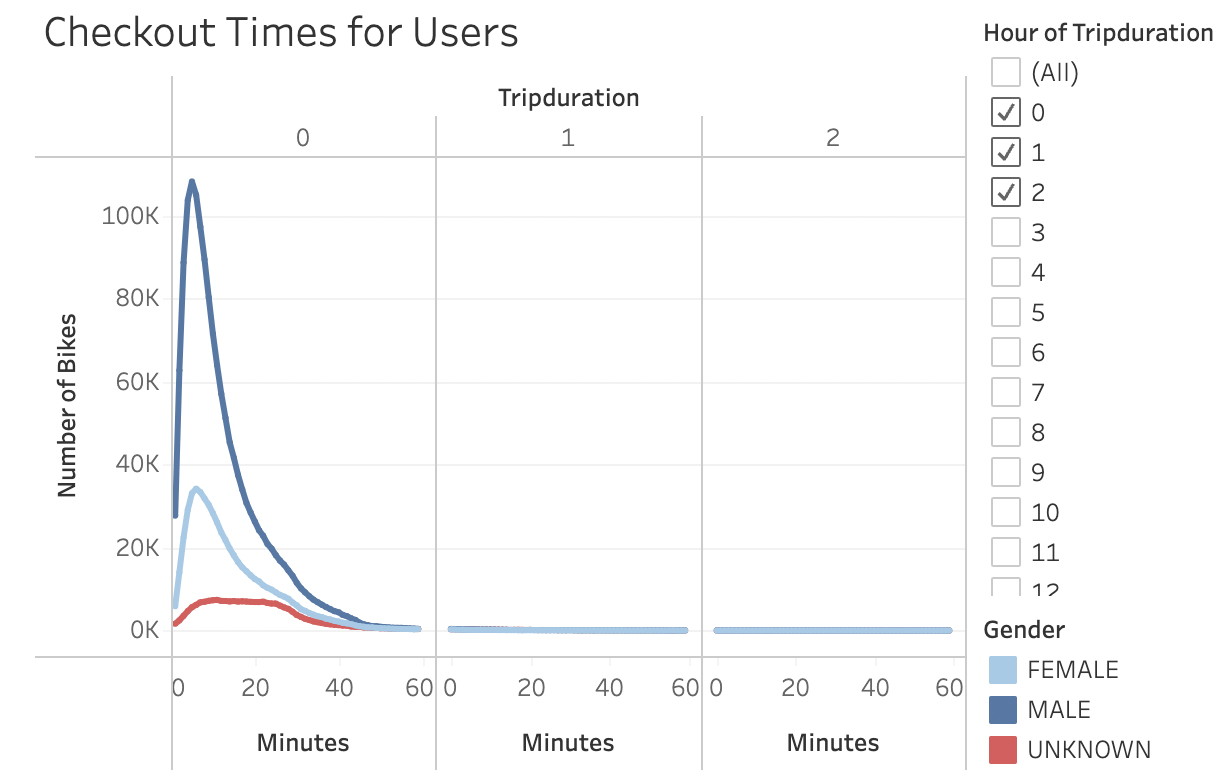 Checkout Times for Users
Tripduration
0 1 2
100K
80K
60K
40K
20K
0K
Number of Bikes
0 20 40 60 0 20 40 60 0 20 40 60
Minutes Minutes Minutes
Hour of Tripduration
(All)
0
1
2
3
4
5
6
7
8
9
10
11
12
Gender
FEMALE
MALE
UNKNOWN